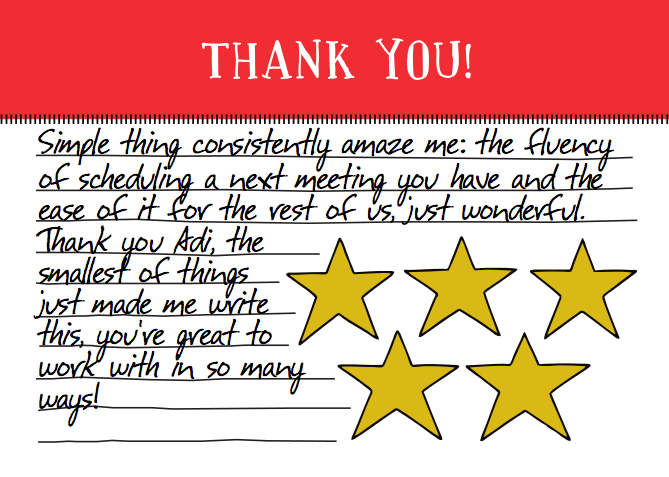 THANK YOU!
Simple thing consistently amaze me: the fluency
of scheduling a next meeting you have and the
ease of it for the rest of us, just wonderful.
Thank you Adi, the
smallest of things
just made me write
this, you're great to
work with in so many
ways!